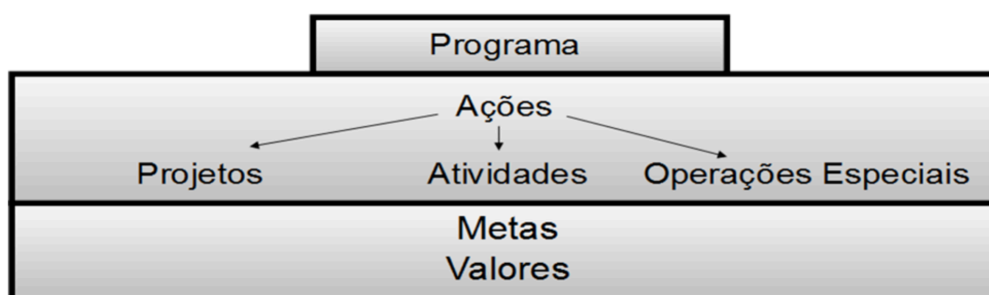 Programa
Ações
Projetos Atividades Operações Especiais
Metas
Valores